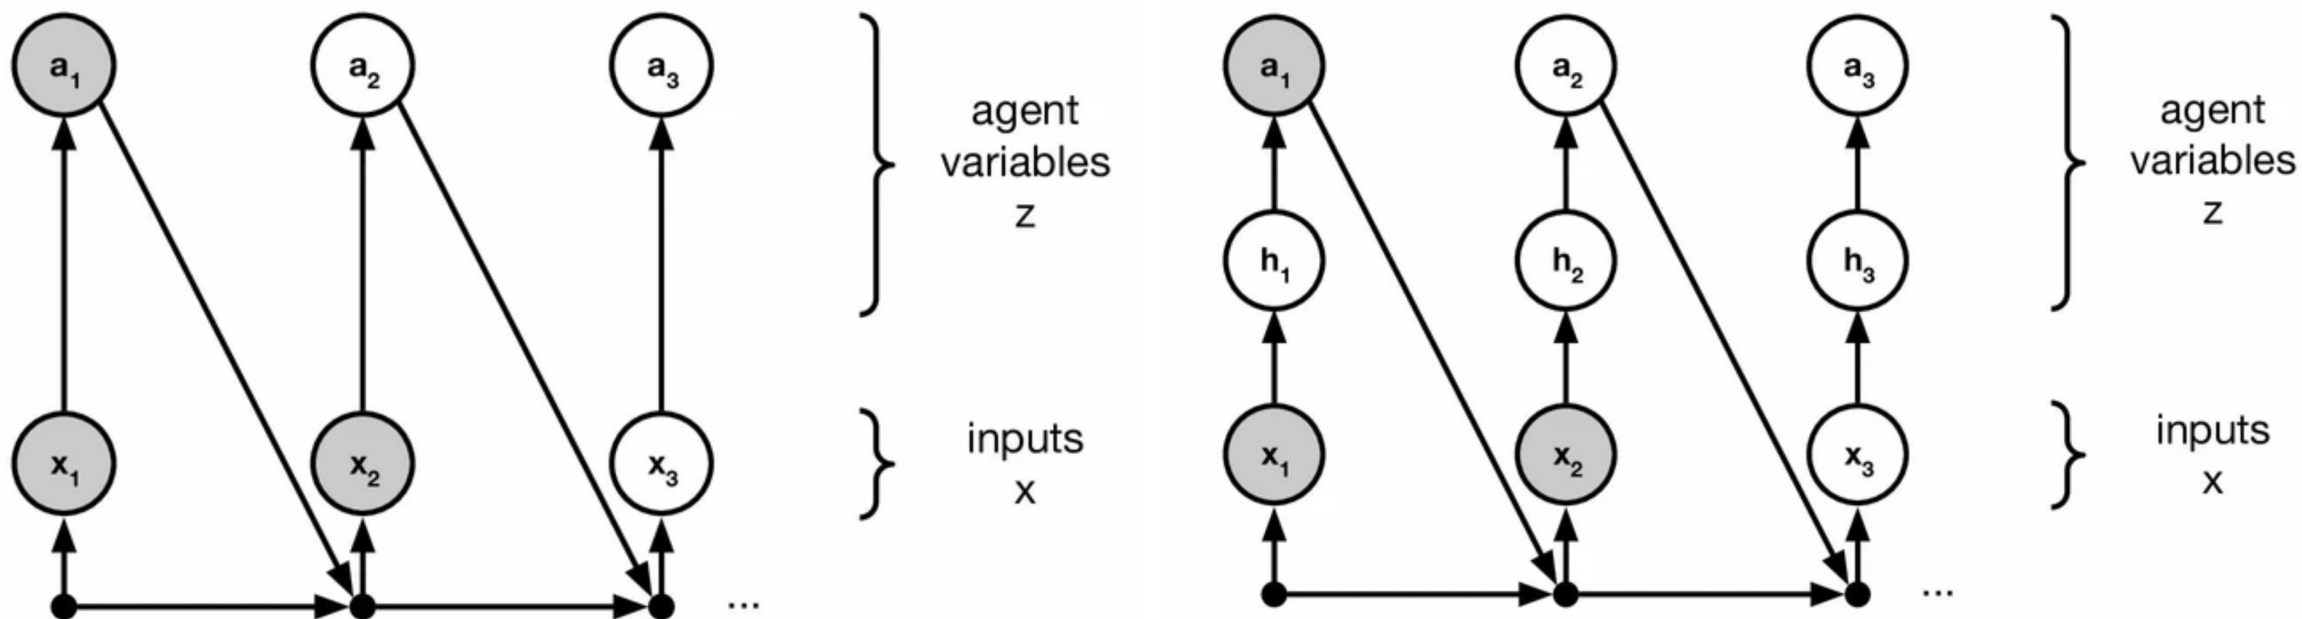 a₁ a₂ a₃
agent
variables
z
x₁ x₂ x₃
inputs
x
...
a₁ a₂ a₃
agent
variables
z
h₁ h₂ h₃
x₁ x₂ x₃
inputs
x
...